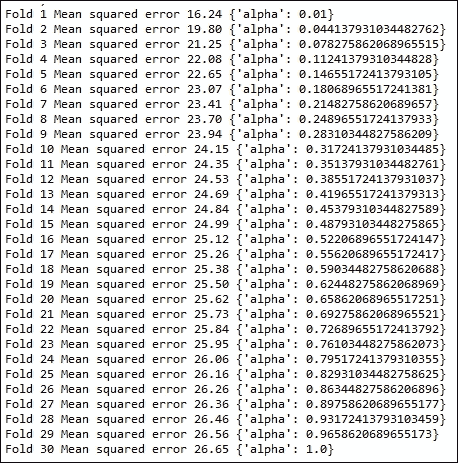 Fold 1 Mean squared error 16.24 {'alpha': 0.01}
Fold 2 Mean squared error 19.80 {'alpha': 0.044137931034482762}
Fold 3 Mean squared error 21.25 {'alpha': 0.078275862068965515}
Fold 4 Mean squared error 22.08 {'alpha': 0.11241379310344828}
Fold 5 Mean squared error 22.65 {'alpha': 0.14655172413793105}
Fold 6 Mean squared error 23.07 {'alpha': 0.18068965517241381}
Fold 7 Mean squared error 23.41 {'alpha': 0.21482758620689657}
Fold 8 Mean squared error 23.70 {'alpha': 0.24896551724137933}
Fold 9 Mean squared error 23.94 {'alpha': 0.28310344827586209}
Fold 10 Mean squared error 24.15 {'alpha': 0.31724137931034485}
Fold 11 Mean squared error 24.35 {'alpha': 0.35137931034482761}
Fold 12 Mean squared error 24.53 {'alpha': 0.38551724137931037}
Fold 13 Mean squared error 24.69 {'alpha': 0.41965517241379313}
Fold 14 Mean squared error 24.84 {'alpha': 0.45379310344827589}
Fold 15 Mean squared error 24.99 {'alpha': 0.48793103448275865}
Fold 16 Mean squared error 25.12 {'alpha': 0.52206896551724147}
Fold 17 Mean squared error 25.26 {'alpha': 0.55620689655172417}
Fold 18 Mean squared error 25.38 {'alpha': 0.59034482758620688}
Fold 19 Mean squared error 25.50 {'alpha': 0.62448275862068969}
Fold 20 Mean squared error 25.62 {'alpha': 0.65862068965517251}
Fold 21 Mean squared error 25.73 {'alpha': 0.69275862068965521}
Fold 22 Mean squared error 25.84 {'alpha': 0.72689655172413792}
Fold 23 Mean squared error 25.95 {'alpha': 0.76103448275862073}
Fold 24 Mean squared error 26.06 {'alpha': 0.79517241379310355}
Fold 25 Mean squared error 26.16 {'alpha': 0.82931034482758625}
Fold 26 Mean squared error 26.26 {'alpha': 0.86344827586206896}
Fold 27 Mean squared error 26.36 {'alpha': 0.89758620689655177}
Fold 28 Mean squared error 26.46 {'alpha': 0.93172413793103459}
Fold 29 Mean squared error 26.56 {'alpha': 0.9658620689655173}
Fold 30 Mean squared error 26.65 {'alpha': 1.0}